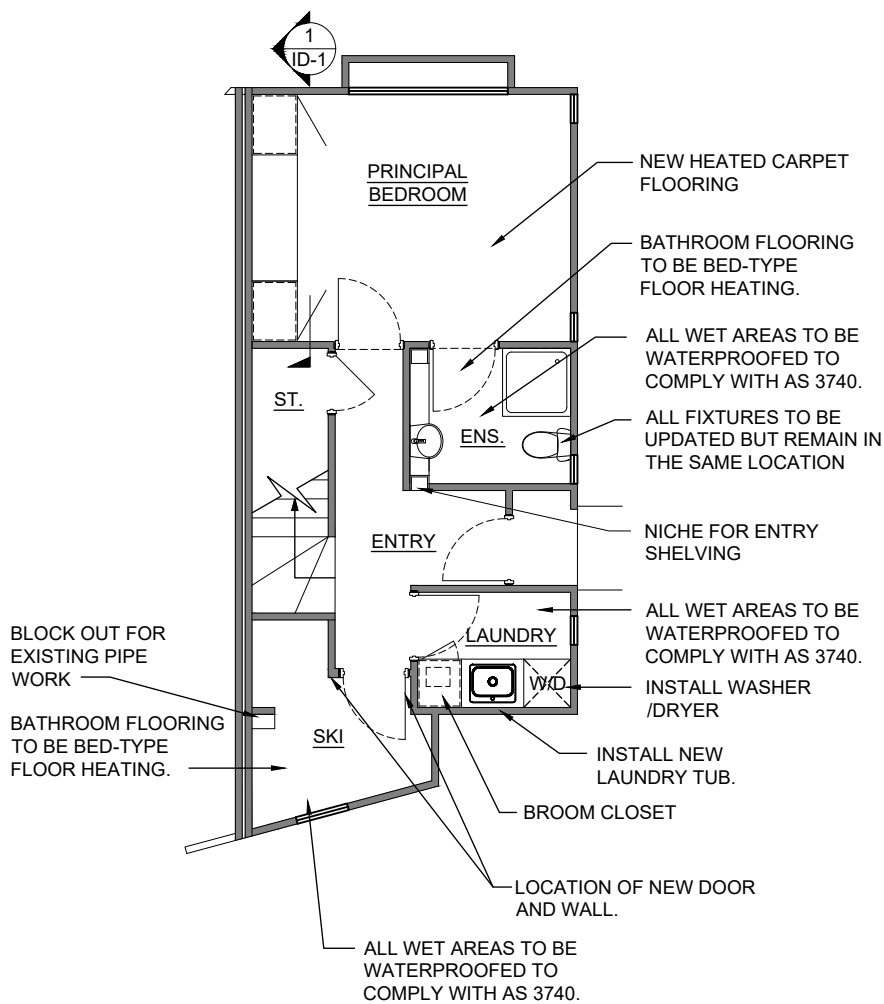 1
ID-1
PRINCIPAL
BEDROOM
NEW HEATED CARPET
FLOORING
BATHROOM FLOORING
TO BE BED-TYPE
FLOOR HEATING.
ALL WET AREAS TO BE
WATERPROOFED TO
COMPLY WITH AS 3740.
ST.
ENS.
ALL FIXTURES TO BE
UPDATED BUT REMAIN IN
THE SAME LOCATION
ENTRY
NICHE FOR ENTRY
SHELVING
LAUNDRY
ALL WET AREAS TO BE
WATERPROOFED TO
COMPLY WITH AS 3740.
BLOCK OUT FOR
EXISTING PIPE
WORK
W/D
INSTALL WASHER
/DRYER
BATHROOM FLOORING
TO BE BED-TYPE
FLOOR HEATING.
SKI
INSTALL NEW
LAUNDRY TUB.
BROOM CLOSET
LOCATION OF NEW DOOR
AND WALL.
ALL WET AREAS TO BE
WATERPROOFED TO
COMPLY WITH AS 3740.